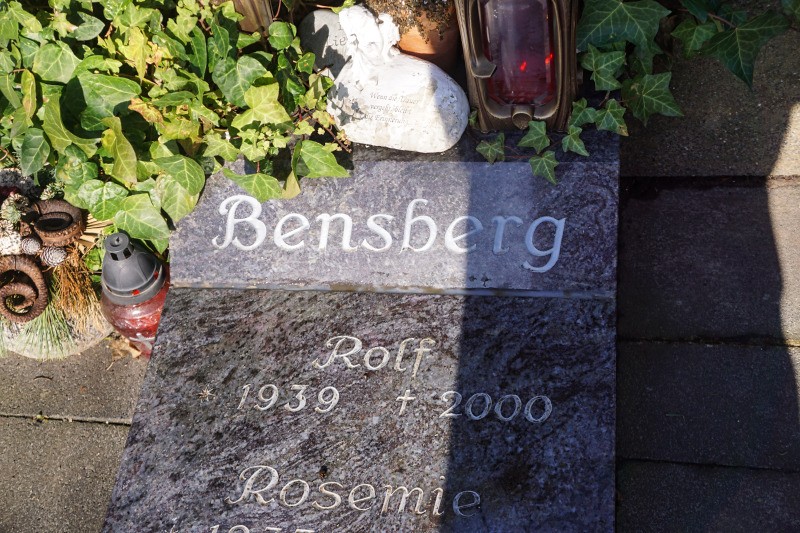 Bensberg
Rolf
* 1939 † 2000
Rosemie